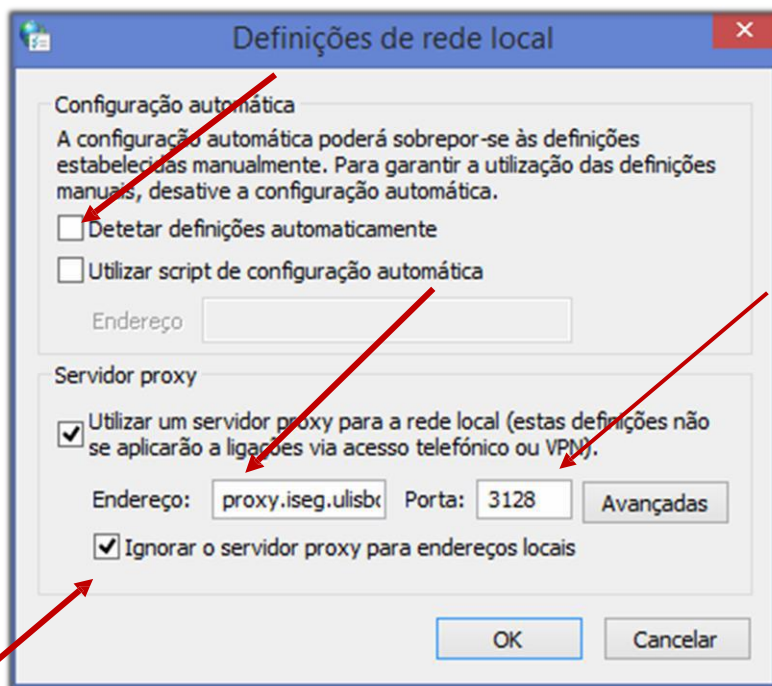 Definições de rede local
Configuração automática
A configuração automática poderá sobrepor-se às definições
estabelecidas manualmente. Para garantir a utilização das definições
manuais, desative a configuração automática.
Detetar definições automaticamente
Utilizar script de configuração automática
Endereço
Servidor proxy
Utilizar um servidor proxy para a rede local (estas definições não
se aplicarão a ligações via acesso telefónico ou VPN).
Endereço: proxy.iseg.ulisbo Porta: 3128 Avançadas
Ignorar o servidor proxy para endereços locais
OK Cancelar